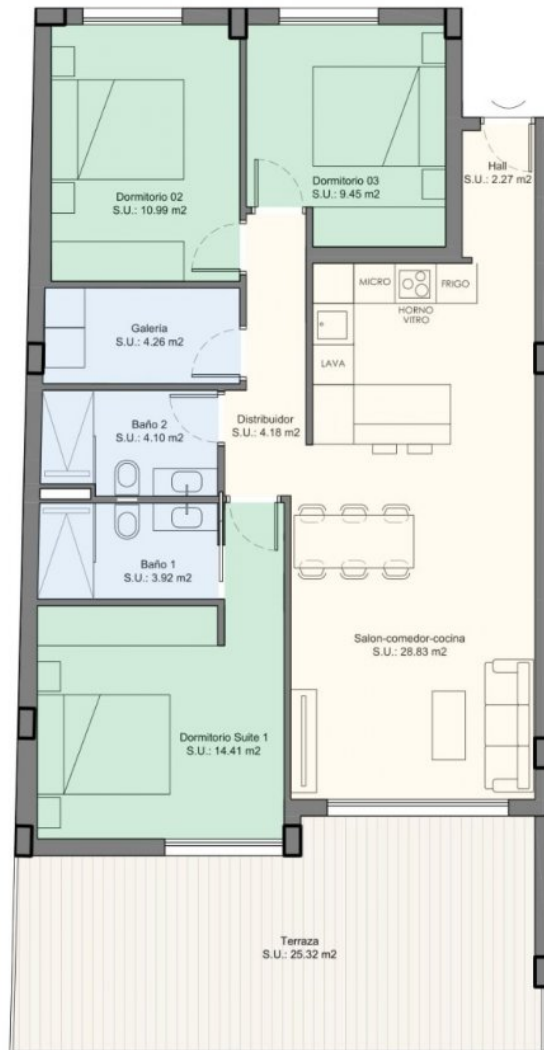 Hall
S.U.: 2.27 m2
Dormitorio 02
S.U.: 10.99 m2
Dormitorio 03
S.U.: 9.45 m2
MICRO
FRIGO
HORNO
VITRO
LAVA
Galería
S.U.: 4.26 m2
Baño 2
S.U.: 4.10 m2
Distribuidor
S.U.: 4.18 m2
Baño 1
S.U.: 3.92 m2
Salon-comedor-cocina
S.U.: 28.83 m2
Dormitorio Suite 1
S.U.: 14.41 m2
Terraza
S.U.: 25.32 m2